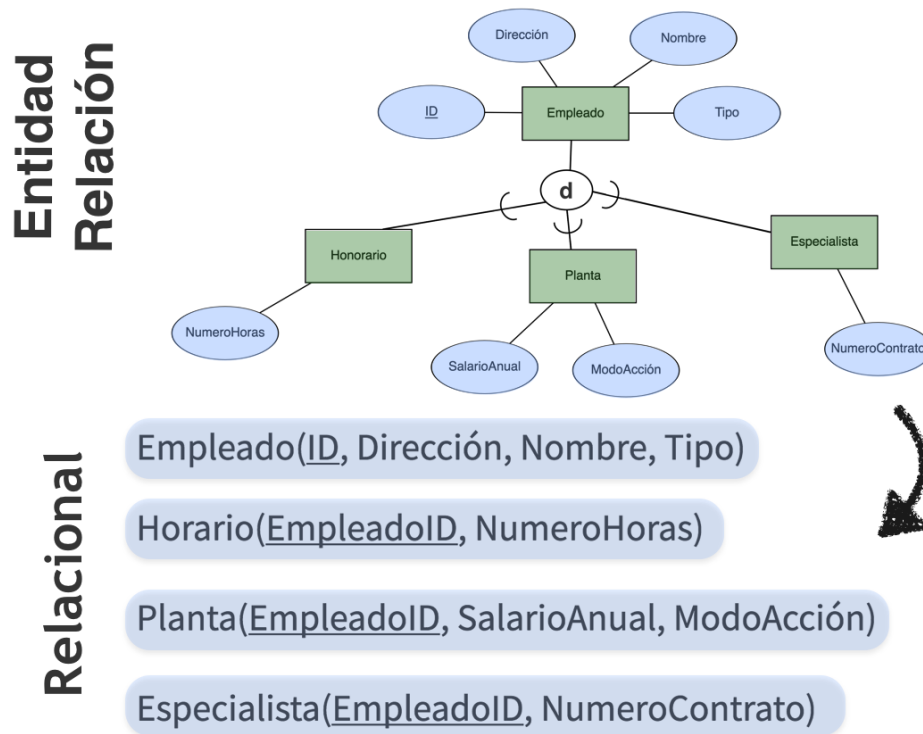 Entidad
Relación
Dirección
Nombre
ID
Empleado
Tipo
d
Honorario
Planta
Especialista
NumeroHoras
SalarioAnual
ModoAcción
NumeroContrato
Relacional
Empleado(ID, Dirección, Nombre, Tipo)
Horario(EmpleadoID, NumeroHoras)
Planta(EmpleadoID, SalarioAnual, ModoAcción)
Especialista(EmpleadoID, NumeroContrato)